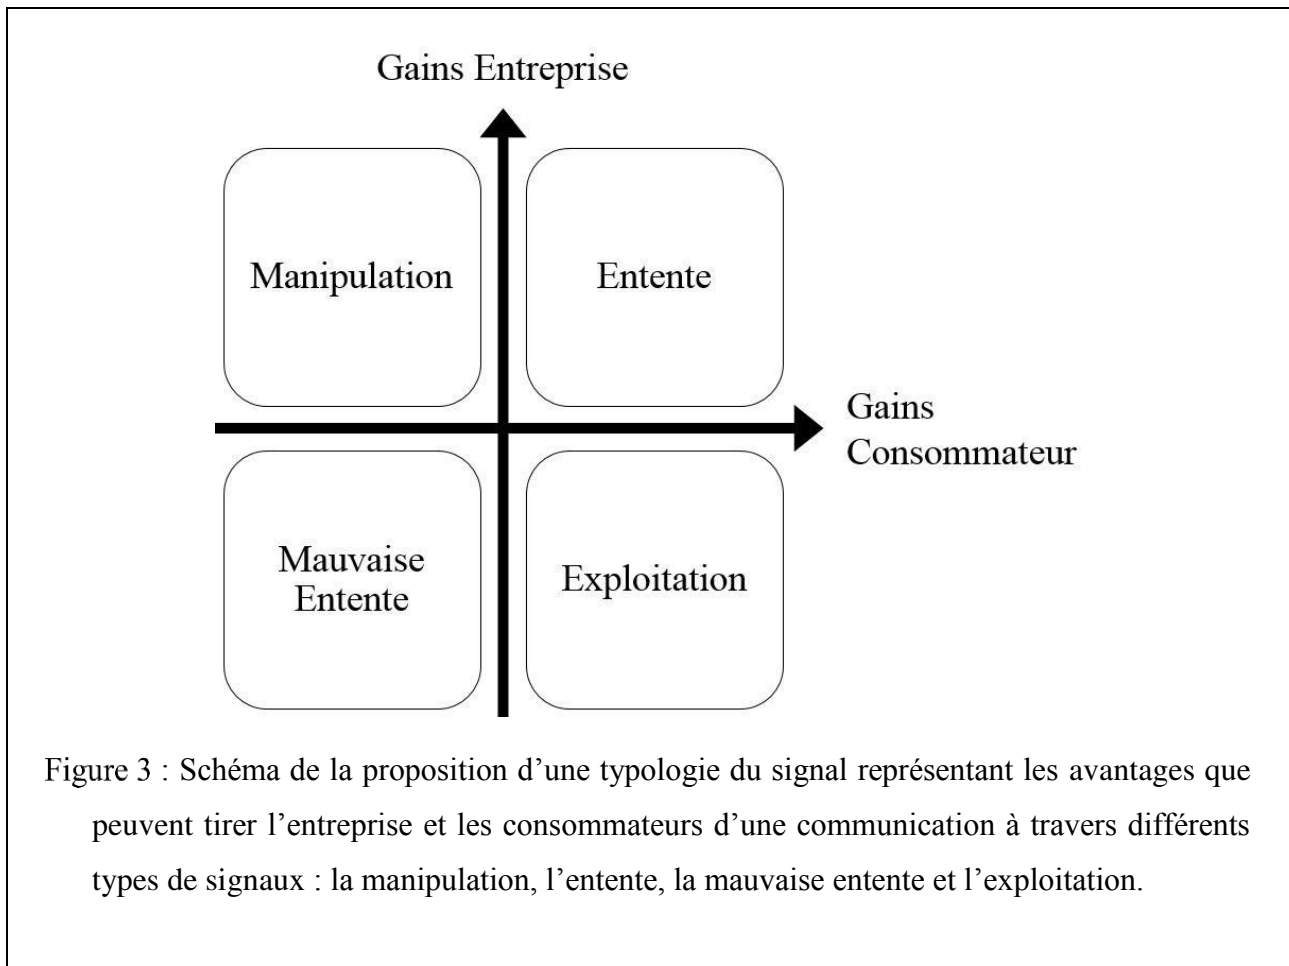 Gains Entreprise
Manipulation
Entente
Gains
Consommateur
Mauvaise
Entente
Exploitation
Figure 3 : Schéma de la proposition d’une typologie du signal représentant les avantages que
peuvent tirer l’entreprise et les consommateurs d’une communication à travers différents
types de signaux : la manipulation, l’entente, la mauvaise entente et l’exploitation.